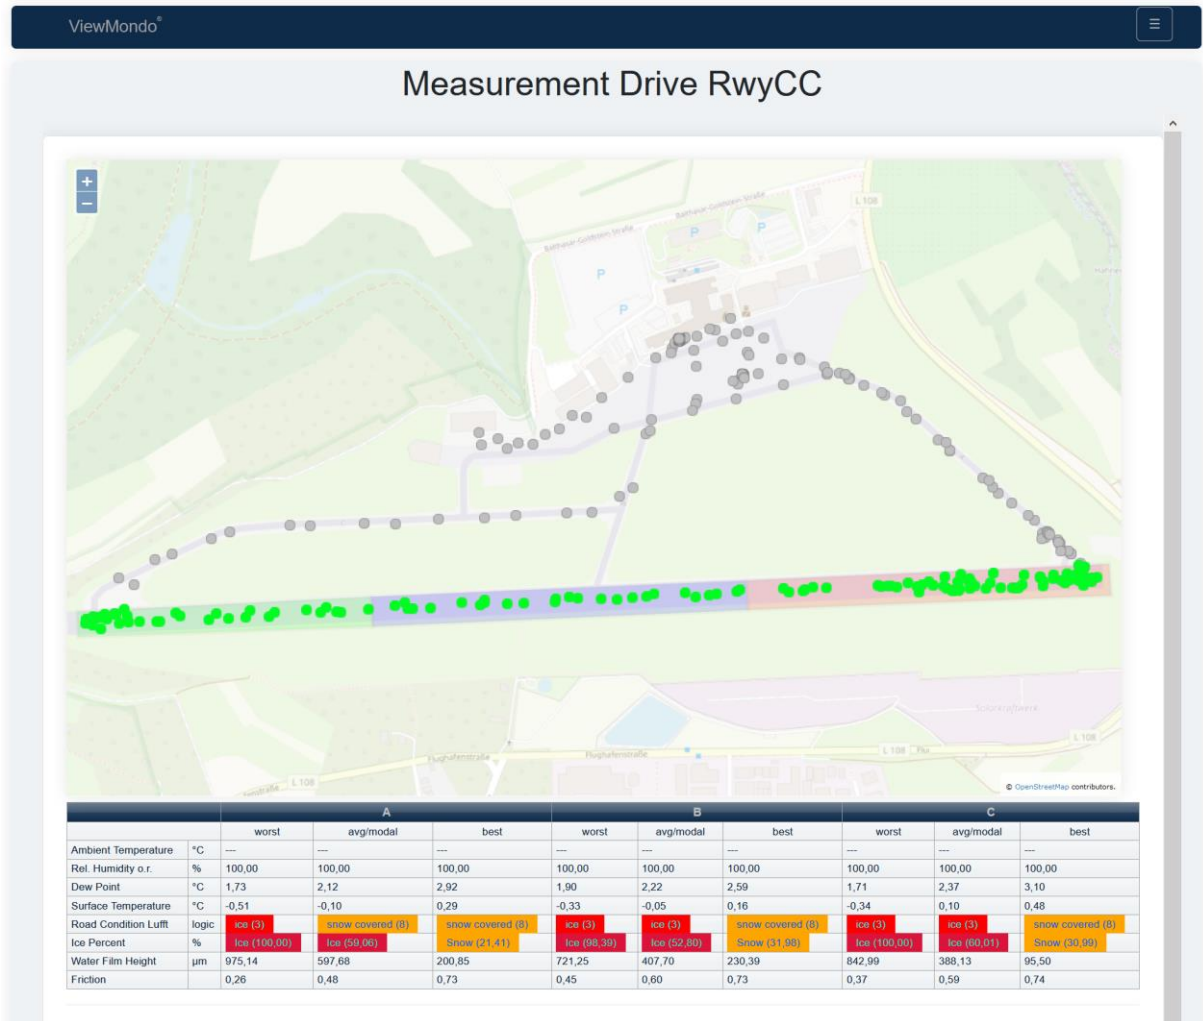 ViewMondo®
☰
Measurement Drive RwyCC
+
−
Balthasar-Goldstein-Straße
L 108
Balthasar-Goldstein-Straße
P
P
P
P
Solarkraftwerk
L 108
Flughafenstraße
Flughafenstraße
L 108
L 108
© OpenStreetMap contributors.
A B C
worst avg/modal best worst avg/modal best worst avg/modal best
Ambient Temperature °C --- --- --- --- --- --- --- --- ---
Rel. Humidity o.r. % 100,00 100,00 100,00 100,00 100,00 100,00 100,00 100,00 100,00
Dew Point °C 1,73 2,12 2,92 1,90 2,22 2,59 1,71 2,37 3,10
Surface Temperature °C -0,51 -0,10 0,29 -0,33 -0,05 0,16 -0,34 0,10 0,48
Road Condition Lufft logic ice (3) snow covered (8) snow covered (8) ice (3) ice (3) snow covered (8) ice (3) ice (3) snow covered (8)
Ice Percent % Ice (100,00) Ice (59,06) Snow (21,41) Ice (98,39) Ice (52,80) Snow (31,98) Ice (100,00) Ice (60,01) Snow (30,99)
Water Film Height µm 975,14 597,68 200,85 721,25 407,70 230,39 842,99 388,13 95,50
Friction 0,26 0,48 0,73 0,45 0,60 0,73 0,37 0,59 0,74